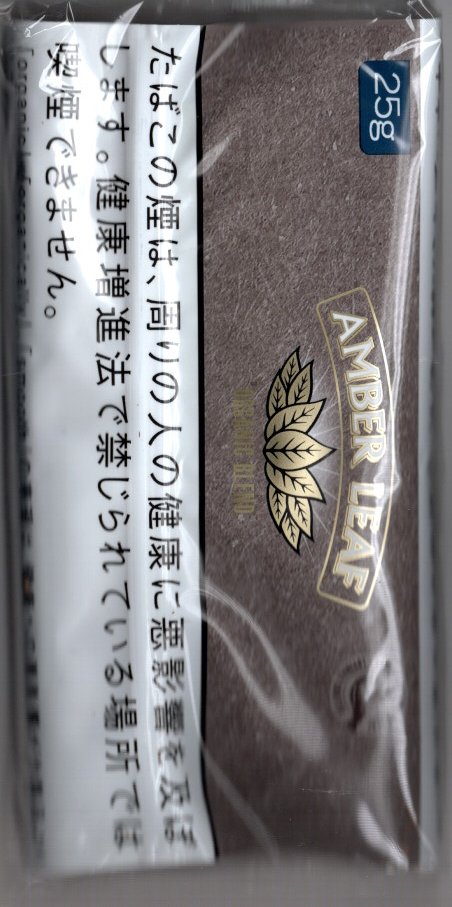 25g
AMBER LEAF
ORGANIC BLEND
たばこの煙は、周りの人の健康に悪影響を及ぼ
します。健康増進法で禁じられている場所では
喫煙できません。